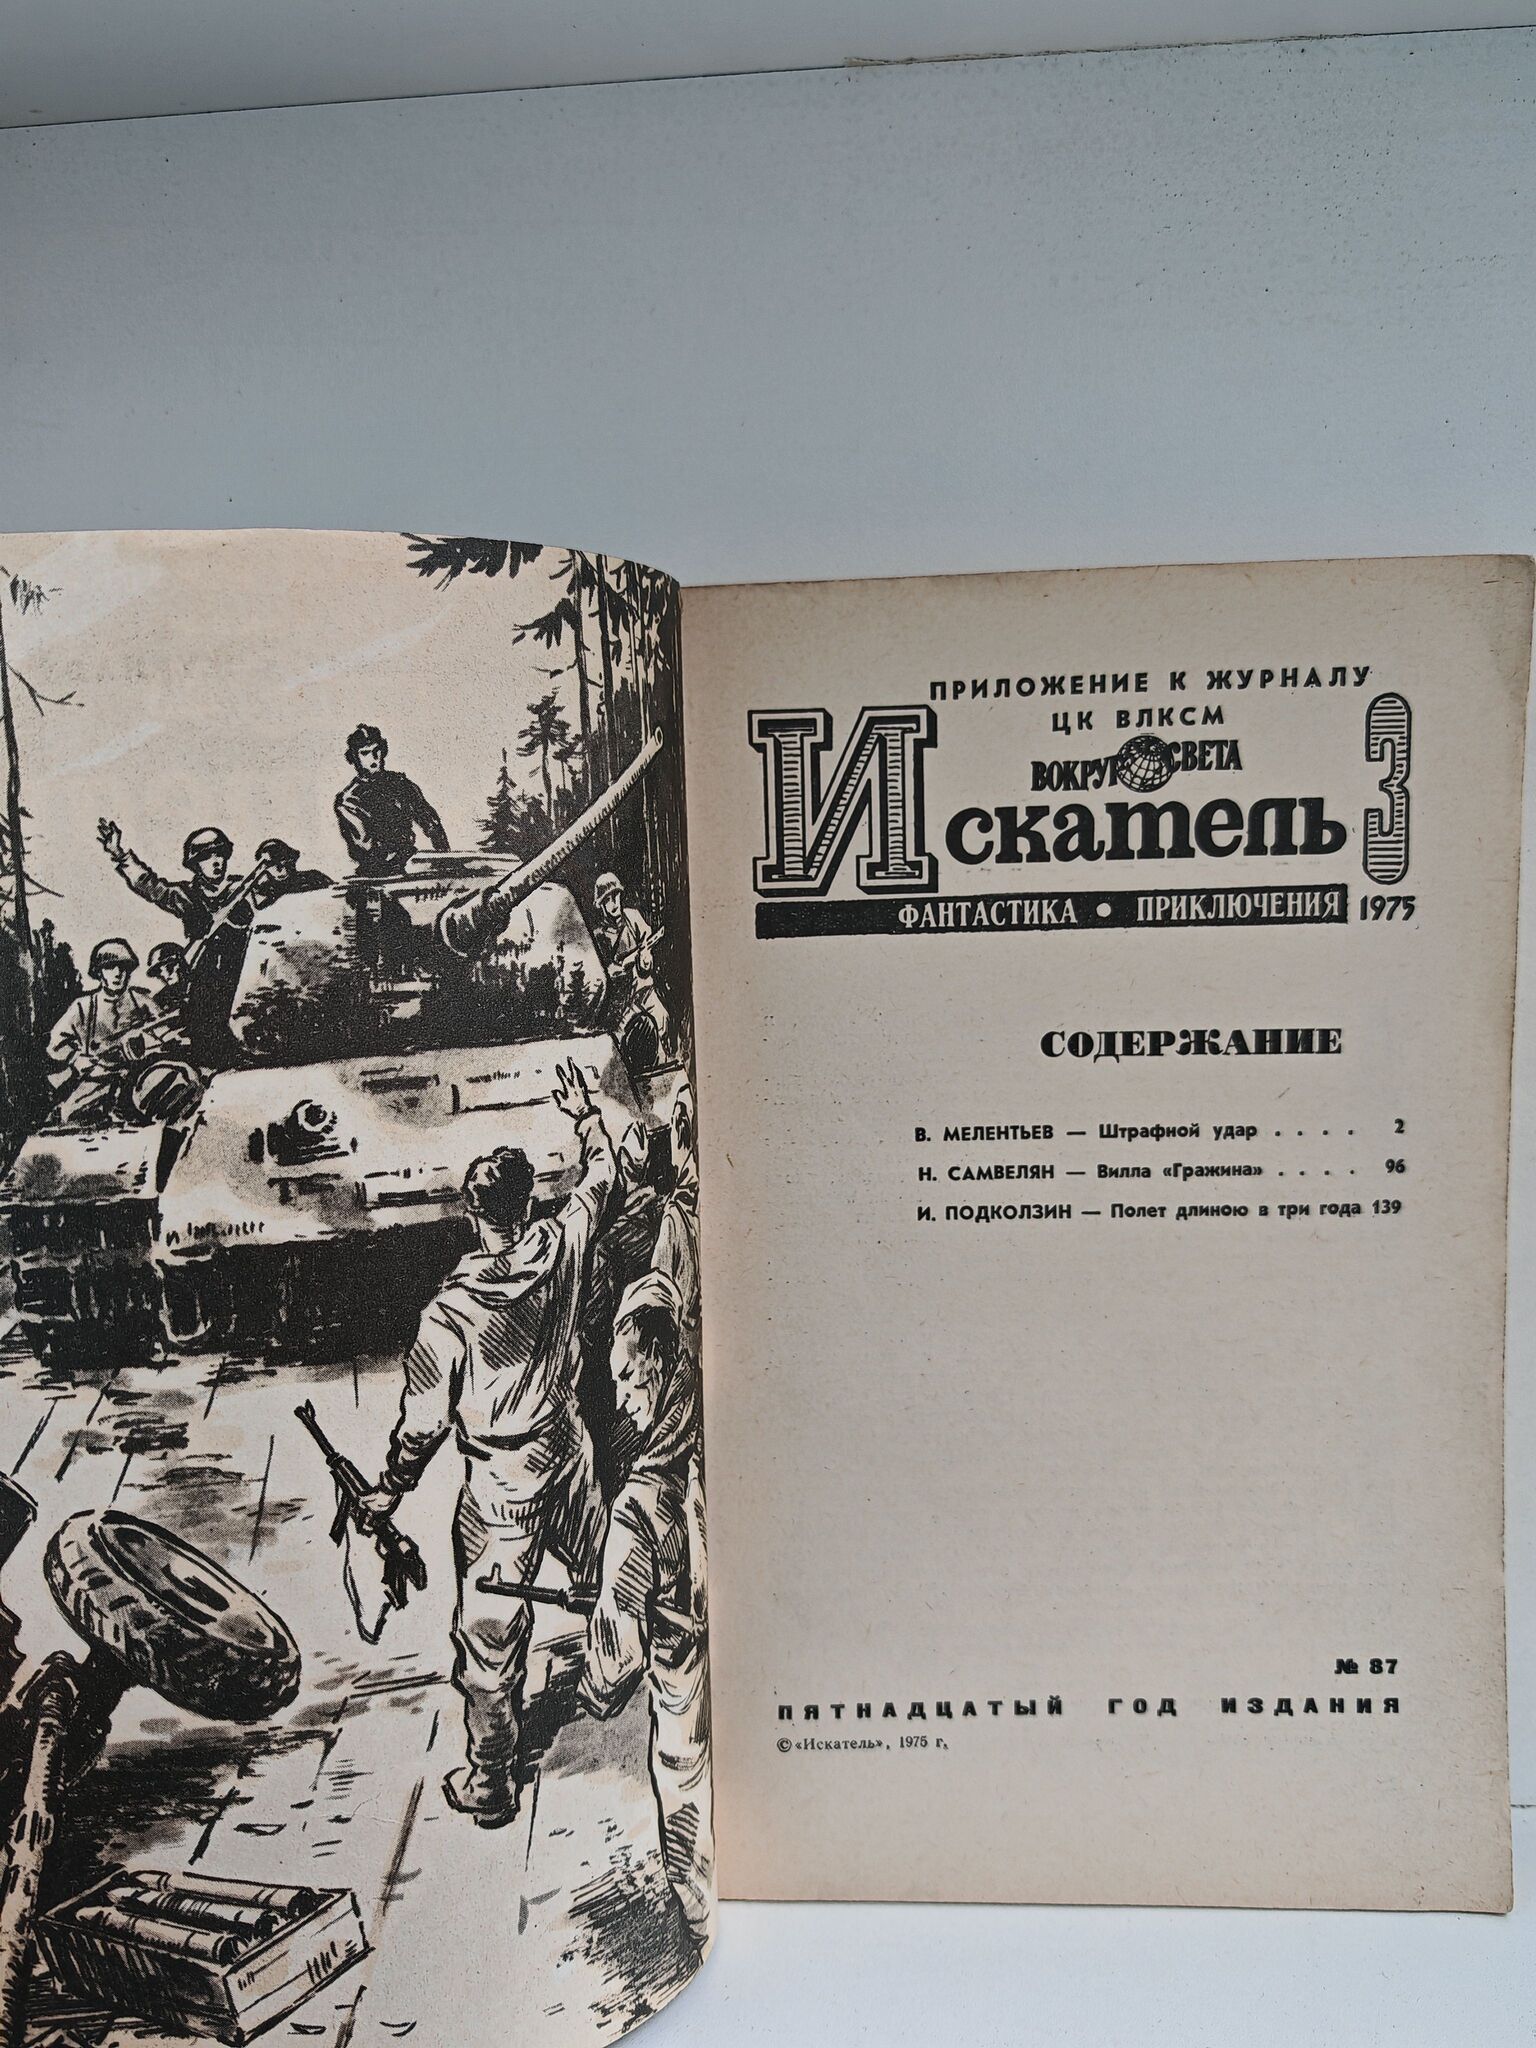 ПРИЛОЖЕНИЕ К ЖУРНАЛУ
ЦК ВЛКСМ
ВОКРУГ СВЕТА
Искатель 3
ФАНТАСТИКА • ПРИКЛЮЧЕНИЯ 1975
СОДЕРЖАНИЕ
В. МЕЛЕНТЬЕВ — Штрафной удар . . . . 2
Н. САМВЕЛЯН — Вилла «Гражина» . . . . 96
И. ПОДКОЛЗИН — Полет длиною в три года 139
№ 87
ПЯТНАДЦАТЫЙ ГОД ИЗДАНИЯ
© «Искатель», 1975 г.